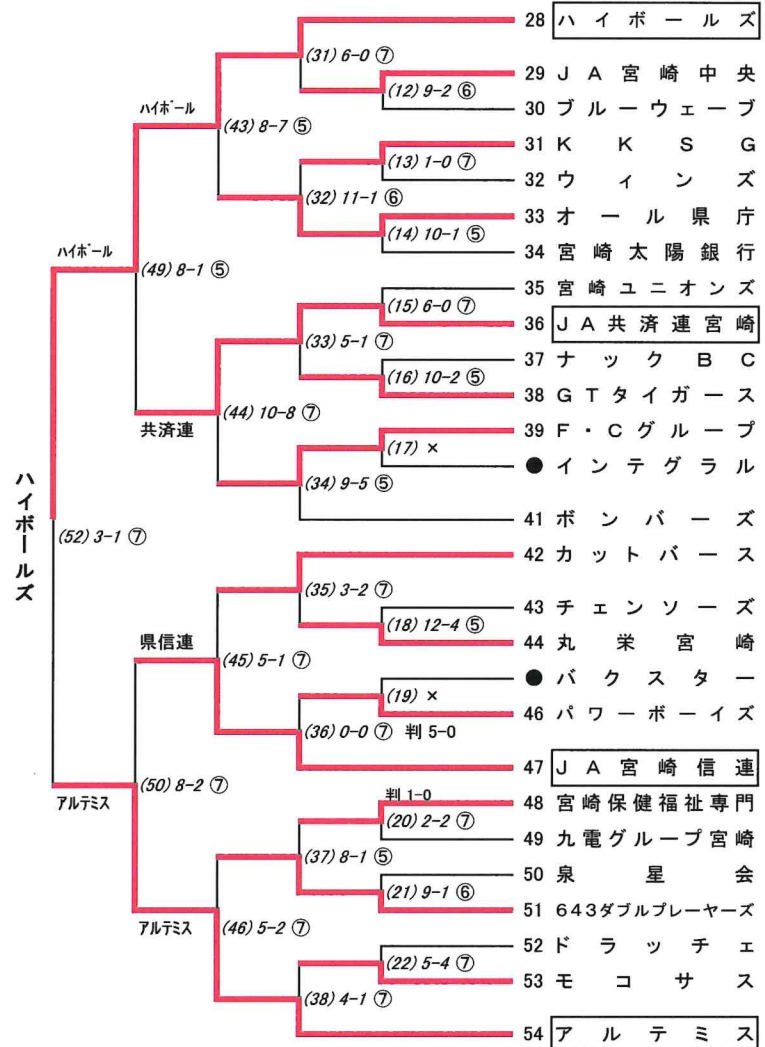 28 ハイボールズ
(31) 6-0 ⑦
29 JA宮崎中央
(12) 9-2 ⑥
30 ブルーウェーブ
ハイボール
(43) 8-7 ⑤
31 KKSG
(13) 1-0 ⑦
32 ウィンズ
(32) 11-1 ⑥
33 オール県庁
(14) 10-1 ⑤
34 宮崎太陽銀行
ハイボール
(49) 8-1 ⑤
35 宮崎ユニオンズ
(15) 6-0 ⑦
36 JA共済連宮崎
(33) 5-1 ⑦
37 ナックBC
(16) 10-2 ⑤
38 GTタイガース
共済連
(44) 10-8 ⑦
39 F・Cグループ
(17) ×
● インテグラル
(34) 9-5 ⑤
41 ボンバーズ
ハイボールズ
(52) 3-1 ⑦
42 カットバース
(35) 3-2 ⑦
43 チェンソーズ
(18) 12-4 ⑤
44 丸栄宮崎
県信連
(45) 5-1 ⑦
● バクスター
(19) ×
46 パワーボーイズ
(36) 0-0 ⑦ 判 5-0
47 JA宮崎信連
アルテミス
(50) 8-2 ⑦
判 1-0
48 宮崎保健福祉専門
(20) 2-2 ⑦
49 九電グループ宮崎
(37) 8-1 ⑤
50 泉星会
(21) 9-1 ⑥
51 643ダブルプレーヤーズ
アルテミス
(46) 5-2 ⑦
52 ドラッチェ
(22) 5-4 ⑦
53 モコサス
(38) 4-1 ⑦
54 アルテミス